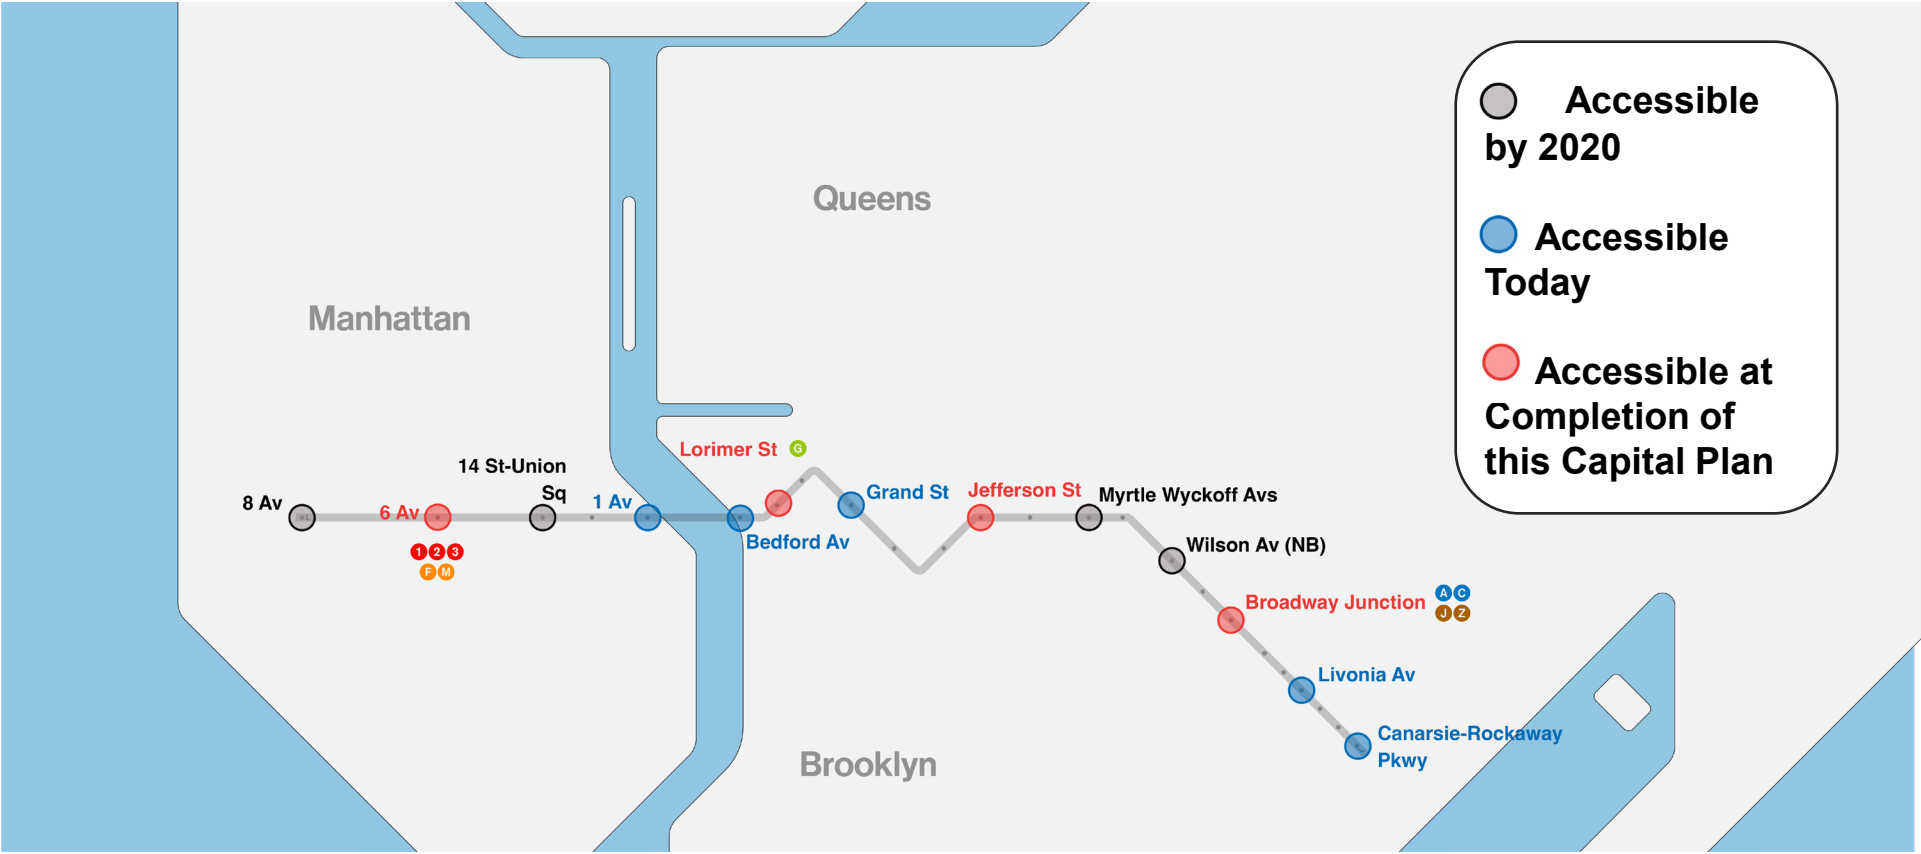 Accessible
by 2020
Accessible
Today
Accessible at
Completion of
this Capital Plan
Queens
Manhattan
Brooklyn
8 Av
6 Av
1 2 3
F M
14 St-Union
Sq
1 Av
Bedford Av
Lorimer St G
Grand St
Jefferson St
Myrtle Wyckoff Avs
Wilson Av (NB)
Broadway Junction
A C
J Z
Livonia Av
Canarsie-Rockaway
Pkwy